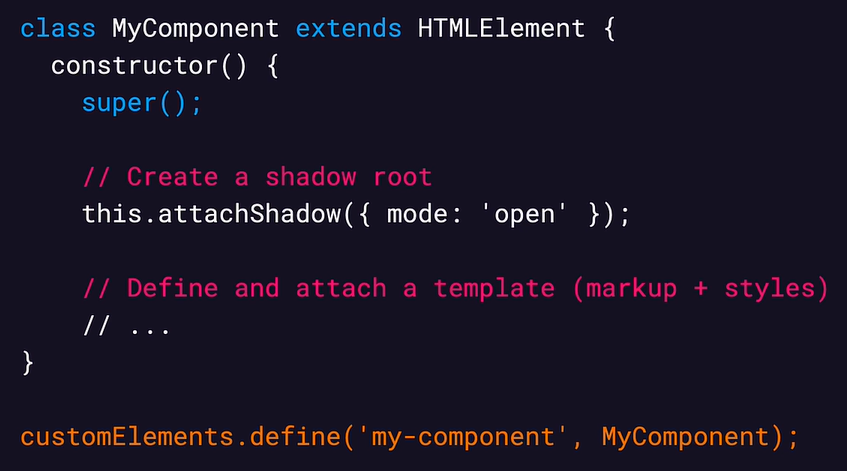 class MyComponent extends HTMLElement {
  constructor() {
    super();

    // Create a shadow root
    this.attachShadow({ mode: 'open' });

    // Define and attach a template (markup + styles)
    // ...
}

customElements.define('my-component', MyComponent);